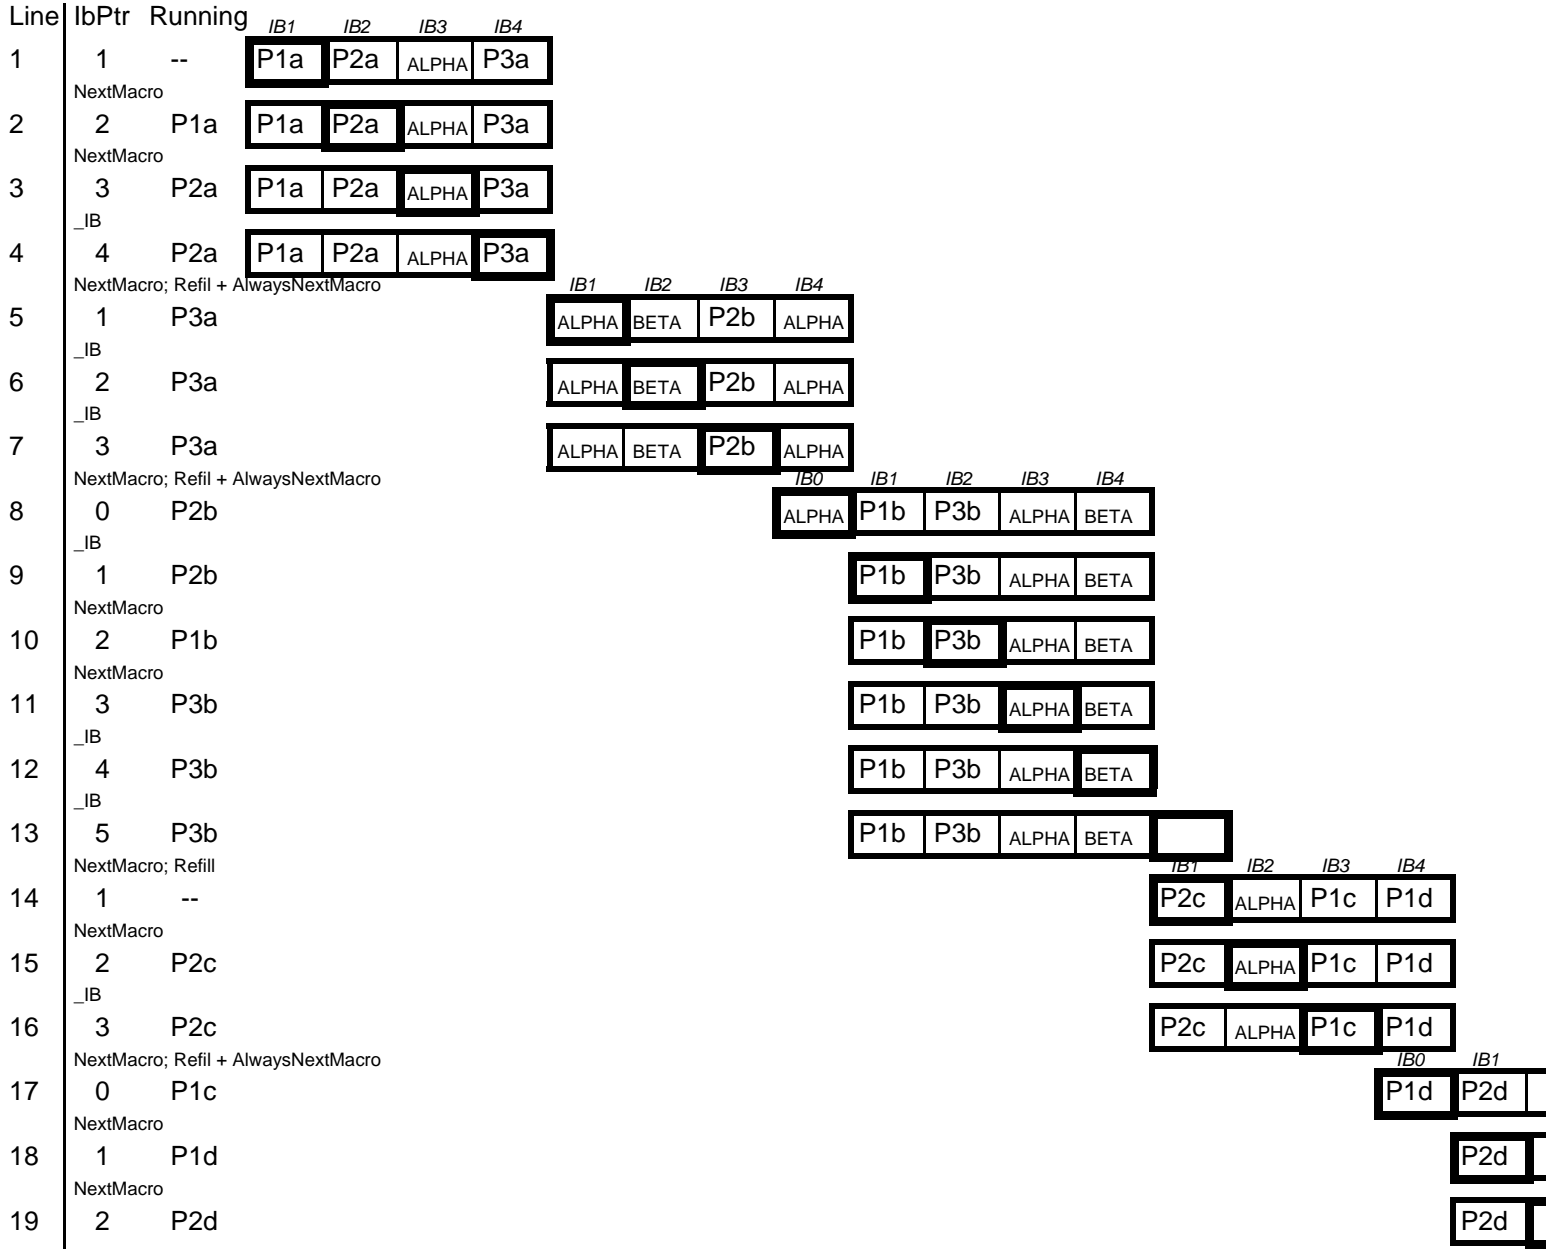 Line IbPtr Running IB1 IB2 IB3 IB4
1 1 -- P1a P2a ALPHA P3a
NextMacro
2 2 P1a P1a P2a ALPHA P3a
NextMacro
3 3 P2a P1a P2a ALPHA P3a
_IB
4 4 P2a P1a P2a ALPHA P3a
NextMacro; Refil + AlwaysNextMacro IB1 IB2 IB3 IB4
5 1 P3a ALPHA BETA P2b ALPHA
_IB
6 2 P3a ALPHA BETA P2b ALPHA
_IB
7 3 P3a ALPHA BETA P2b ALPHA
NextMacro; Refil + AlwaysNextMacro IB0 IB1 IB2 IB3 IB4
8 0 P2b ALPHA P1b P3b ALPHA BETA
_IB
9 1 P2b P1b P3b ALPHA BETA
NextMacro
10 2 P1b P1b P3b ALPHA BETA
NextMacro
11 3 P3b P1b P3b ALPHA BETA
_IB
12 4 P3b P1b P3b ALPHA BETA
_IB
13 5 P3b P1b P3b ALPHA BETA
NextMacro; Refill IB1 IB2 IB3 IB4
14 1 -- P2c ALPHA P1c P1d
NextMacro
15 2 P2c P2c ALPHA P1c P1d
_IB
16 3 P2c P2c ALPHA P1c P1d
NextMacro; Refil + AlwaysNextMacro IB0 IB1
17 0 P1c P1d P2d
NextMacro
18 1 P1d P2d
NextMacro
19 2 P2d P2d